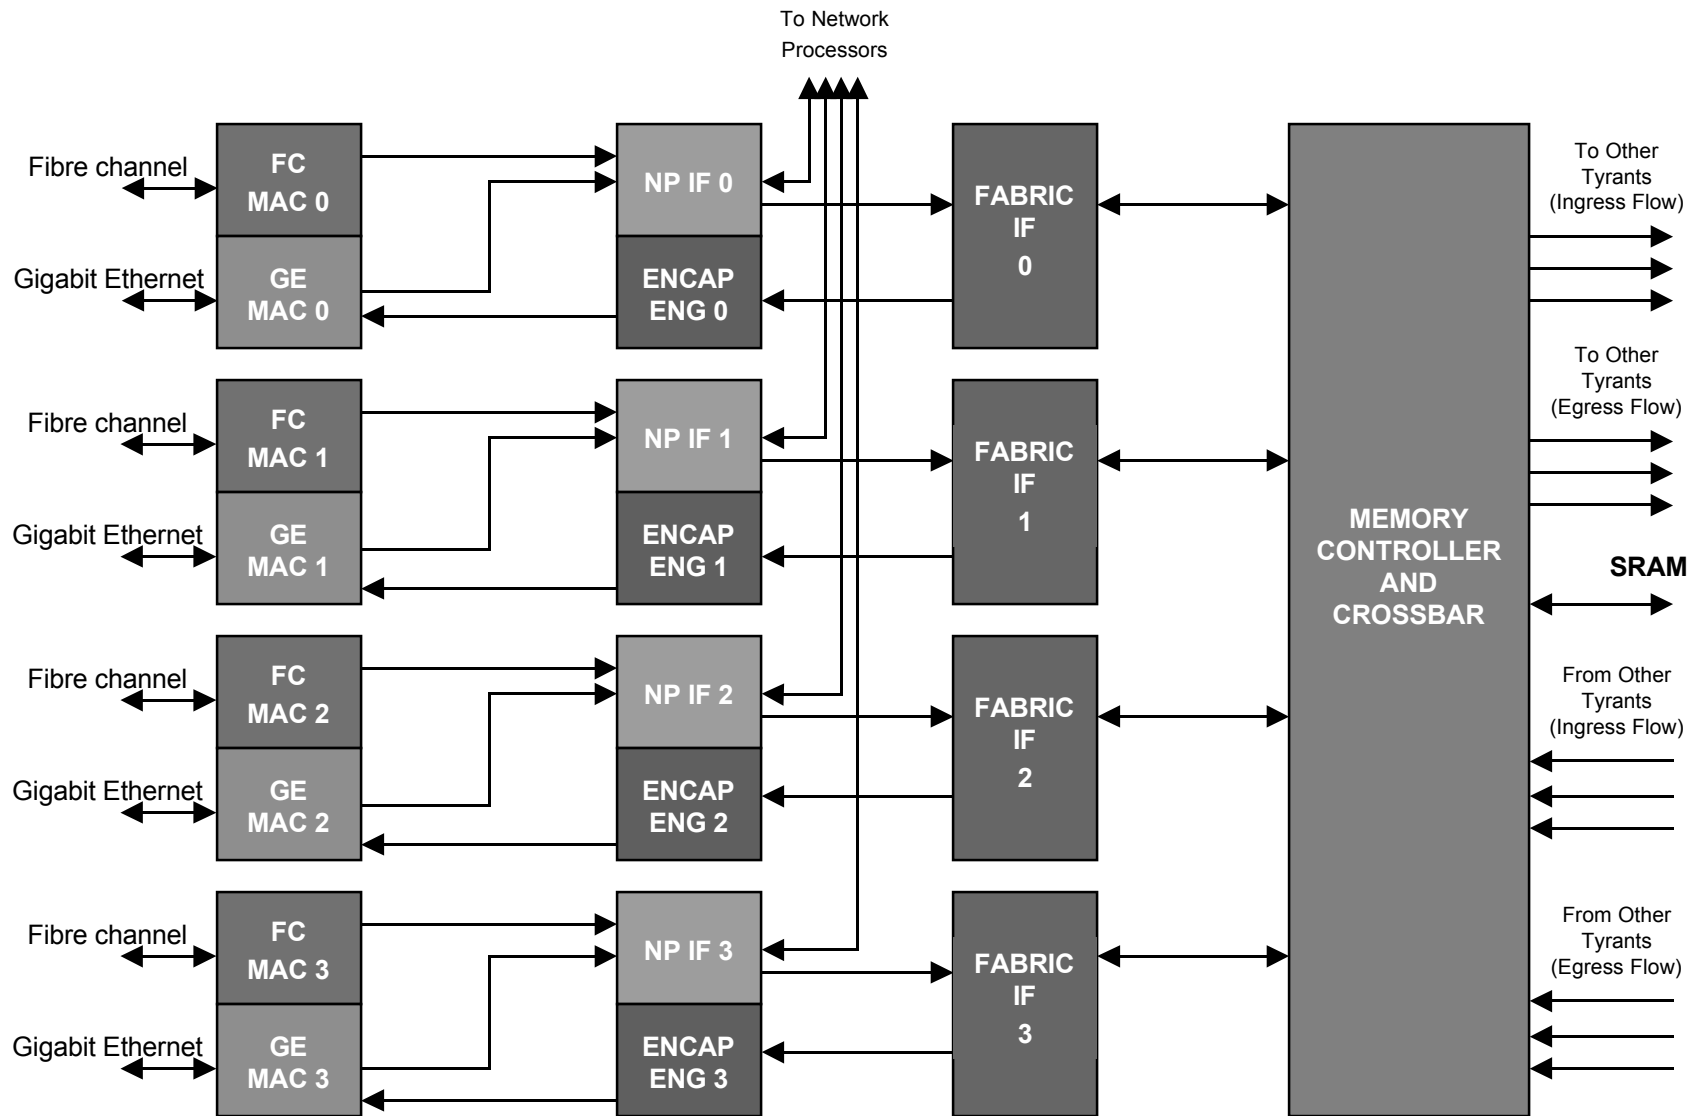 To Network
Processors
Fibre channel
FC
MAC 0
NP IF 0
FABRIC
IF
0
Gigabit Ethernet
GE
MAC 0
ENCAP
ENG 0
Fibre channel
FC
MAC 1
NP IF 1
FABRIC
IF
1
Gigabit Ethernet
GE
MAC 1
ENCAP
ENG 1
Fibre channel
FC
MAC 2
NP IF 2
FABRIC
IF
2
Gigabit Ethernet
GE
MAC 2
ENCAP
ENG 2
Fibre channel
FC
MAC 3
NP IF 3
FABRIC
IF
3
Gigabit Ethernet
GE
MAC 3
ENCAP
ENG 3
MEMORY
CONTROLLER
AND
CROSSBAR
To Other
Tyrants
(Ingress Flow)
To Other
Tyrants
(Egress Flow)
SRAM
From Other
Tyrants
(Ingress Flow)
From Other
Tyrants
(Egress Flow)